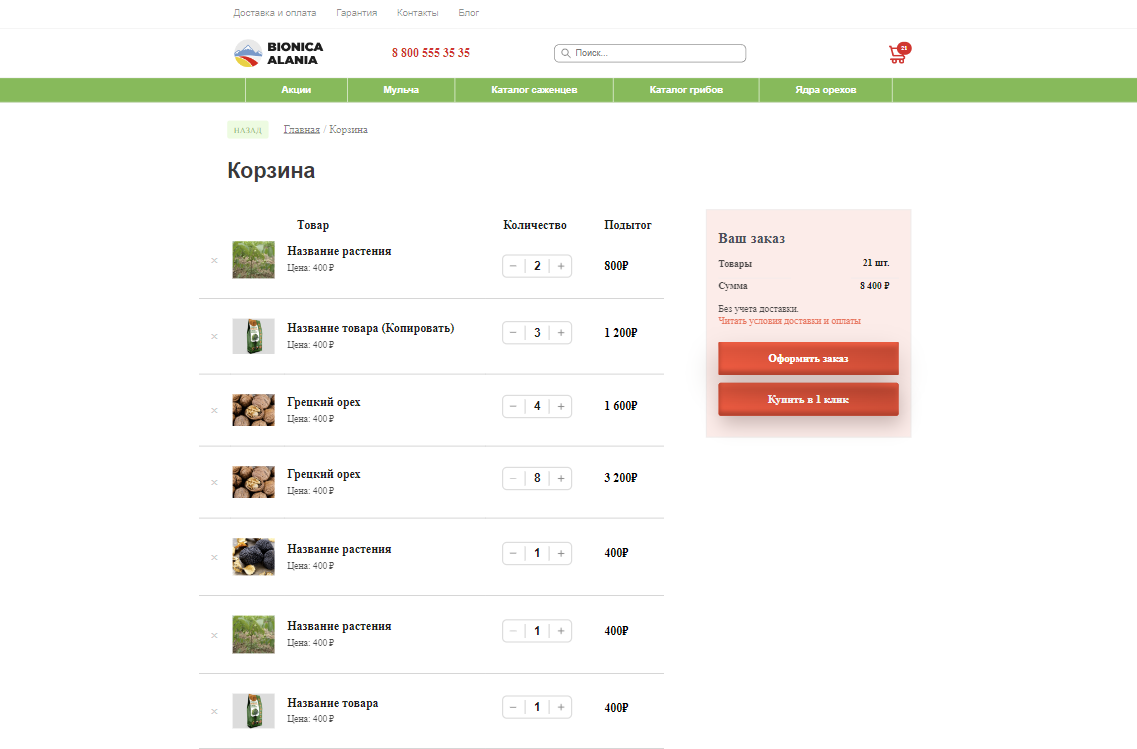 Доставка и оплата Гарантия Контакты Блог
BIONICA
ALANIA
8 800 555 35 35
Поиск...
21
Акции Мульча Каталог саженцев Каталог грибов Ядра орехов
НАЗАД Главная / Корзина
Корзина
Товар Количество Подытог
× Название растения
Цена: 400 ₽
− 2 + 800₽
× Название товара (Копировать)
Цена: 400 ₽
− 3 + 1 200₽
× Грецкий орех
Цена: 400 ₽
− 4 + 1 600₽
× Грецкий орех
Цена: 400 ₽
− 8 + 3 200₽
× Название растения
Цена: 400 ₽
− 1 + 400₽
× Название растения
Цена: 400 ₽
− 1 + 400₽
× Название товара
Цена: 400 ₽
− 1 + 400₽
Ваш заказ
Товары 21 шт.
Сумма 8 400 ₽
Без учета доставки.
Читать условия доставки и оплаты
Оформить заказ
Купить в 1 клик